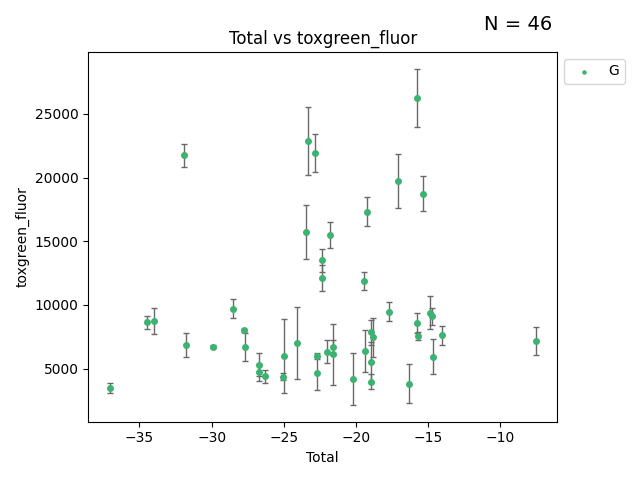 N = 46
Total vs toxgreen_fluor
G
toxgreen_fluor
25000
20000
15000
10000
5000
−35
−30
−25
−20
−15
−10
Total